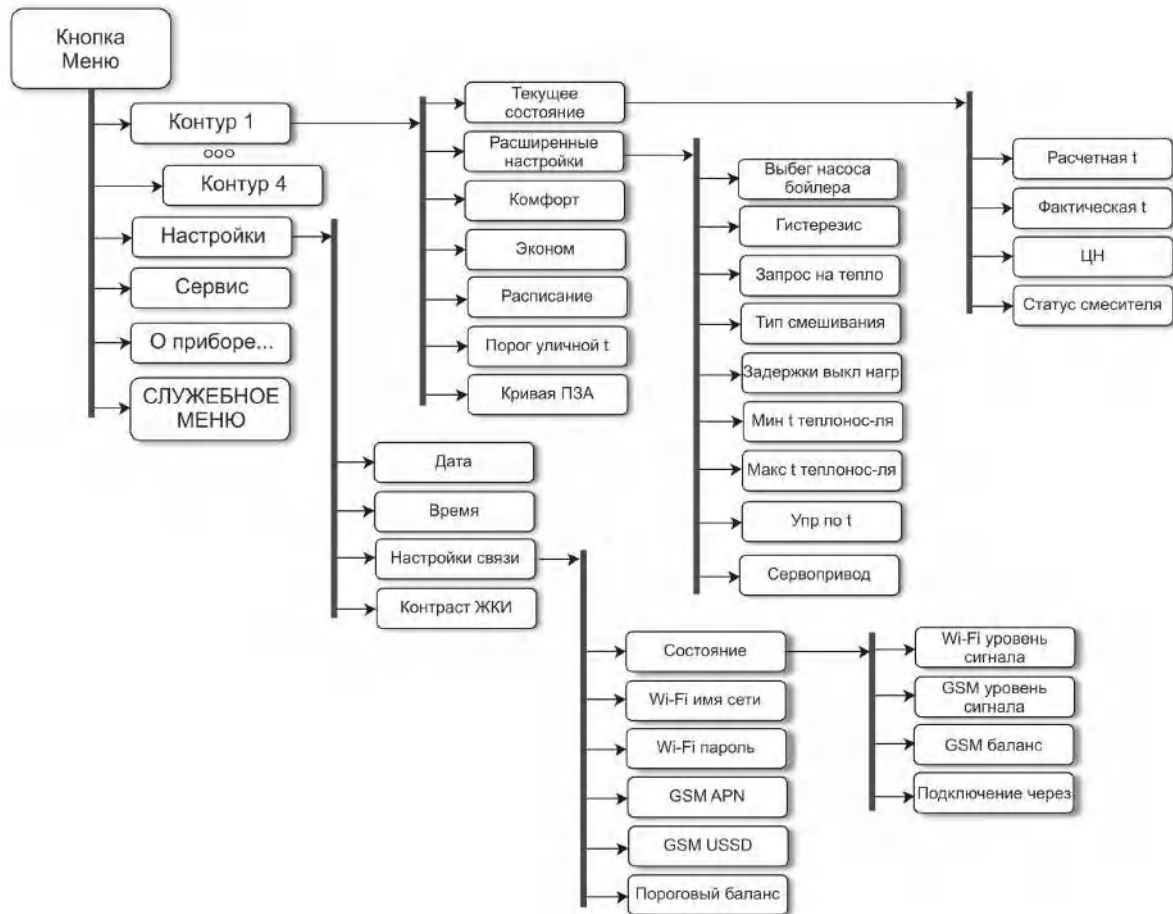 Кнопка
Меню
Контур 1
ооо
Контур 4
Настройки
Сервис
О приборе...
СЛУЖЕБНОЕ
МЕНЮ
Текущее
состояние
Расширенные
настройки
Комфорт
Эконом
Расписание
Порог уличной t
Кривая ПЗА
Расчетная t
Фактическая t
ЦН
Статус смесителя
Выбег насоса
бойлера
Гистерезис
Запрос на тепло
Тип смешивания
Задержки выкл нагр
Мин t теплонос-ля
Макс t теплонос-ля
Упр по t
Сервопривод
Дата
Время
Настройки связи
Контраст ЖКИ
Состояние
Wi-Fi имя сети
Wi-Fi пароль
GSM APN
GSM USSD
Пороговый баланс
Wi-Fi уровень
сигнала
GSM уровень
сигнала
GSM баланс
Подключение через